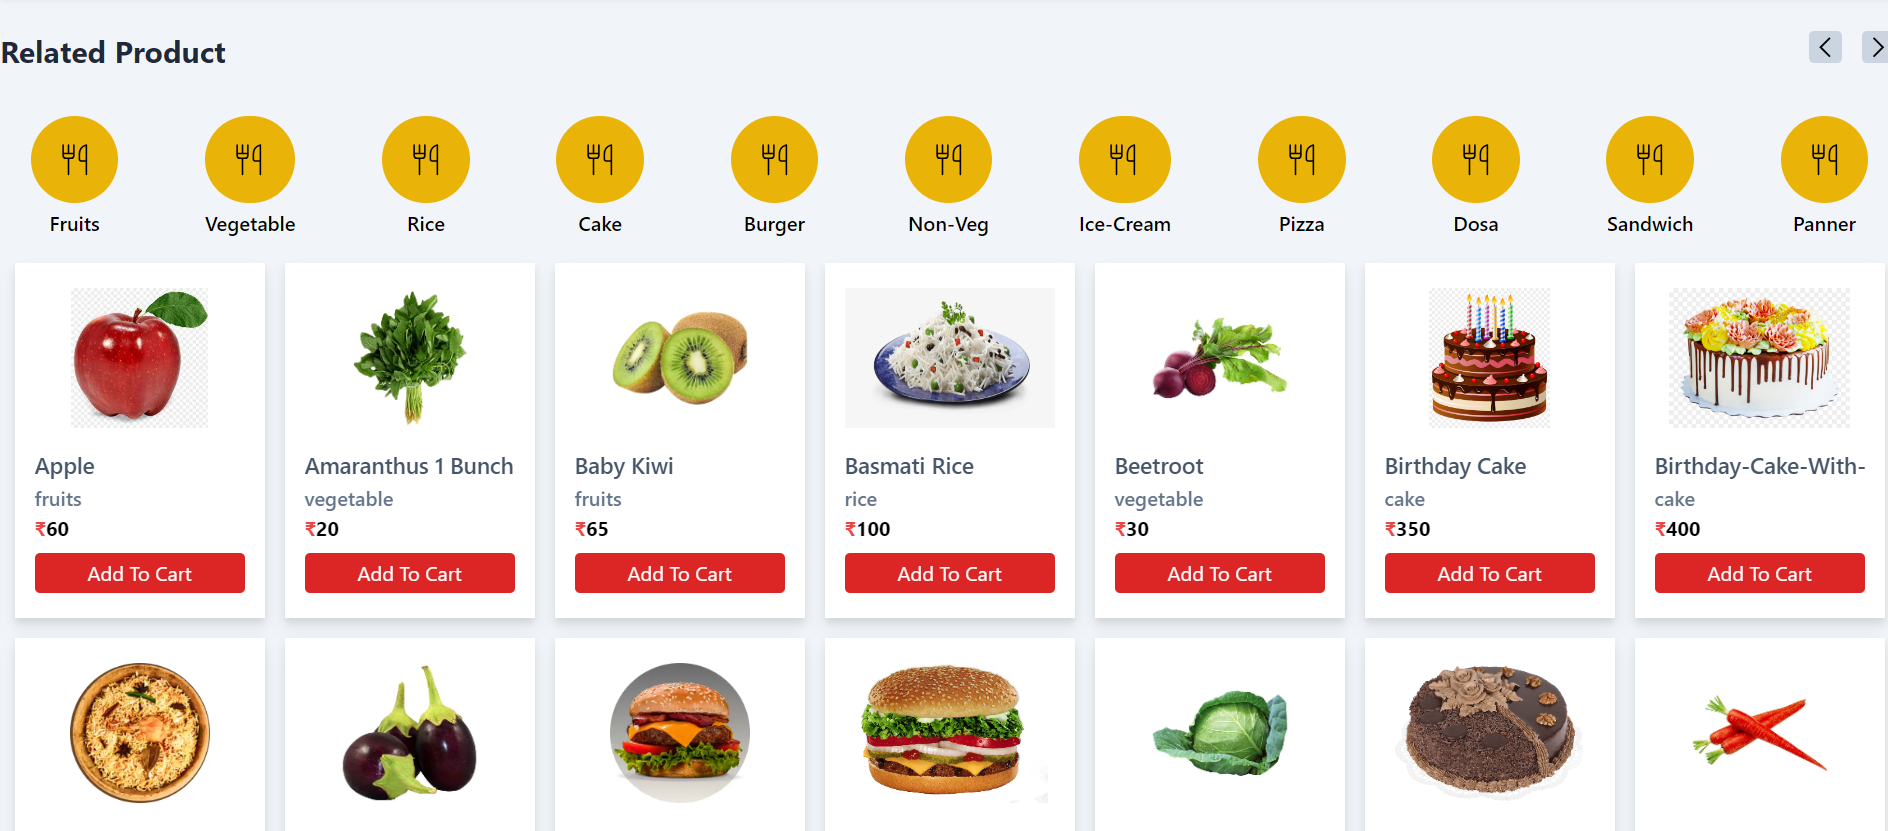 Related Product
Fruits
Vegetable
Rice
Cake
Burger
Non-Veg
Ice-Cream
Pizza
Dosa
Sandwich
Panner
Apple
fruits
₹60
Add To Cart
Amaranthus 1 Bunch
vegetable
₹20
Add To Cart
Baby Kiwi
fruits
₹65
Add To Cart
Basmati Rice
rice
₹100
Add To Cart
Beetroot
vegetable
₹30
Add To Cart
Birthday Cake
cake
₹350
Add To Cart
Birthday-Cake-With-
cake
₹400
Add To Cart